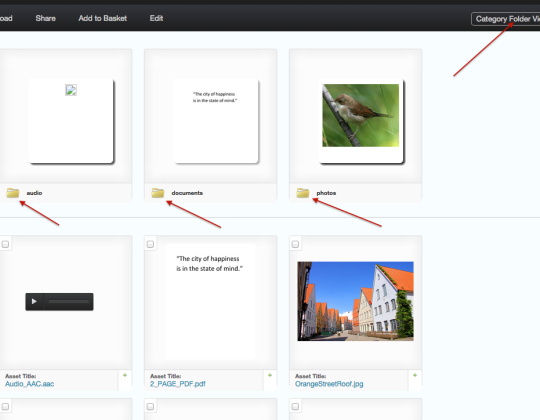 Share Add to Basket Edit Category Folder
"The city of happiness
is in the state of mind."
audio documents photos
"The city of happiness
is in the state of mind."
Asset Title: Asset Title: Asset Title:
Audio_AAC.aac 2_PAGE_PDF.pdf OrangeStreetRoof.jpg